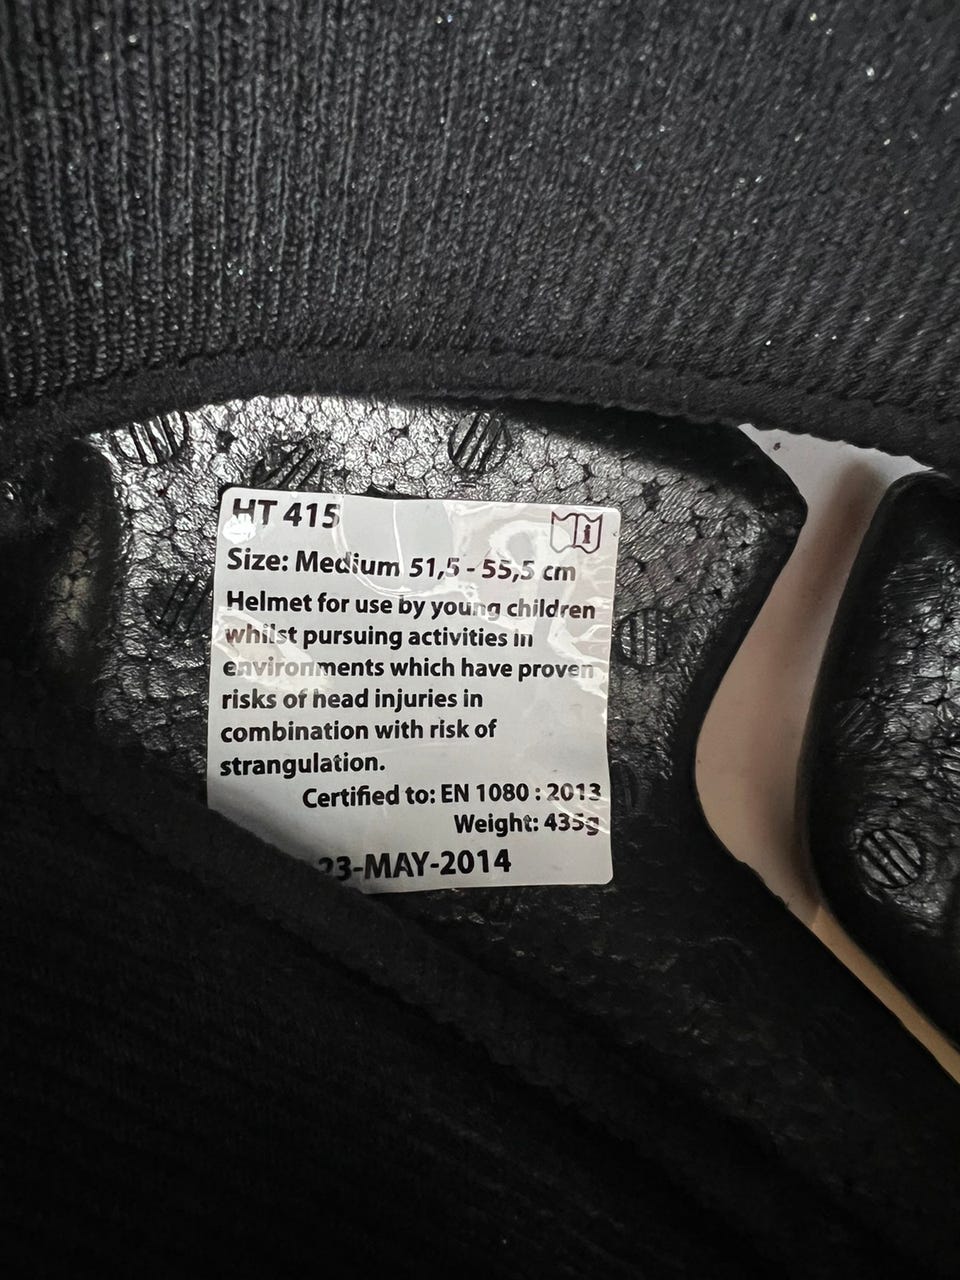 HT 415
i
Size: Medium 51,5 - 55,5 cm
Helmet for use by young children
whilst pursuing activities in
environments which have proven
risks of head injuries in
combination with risk of
strangulation.
Certified to: EN 1080 : 2013
Weight: 435g
23-MAY-2014